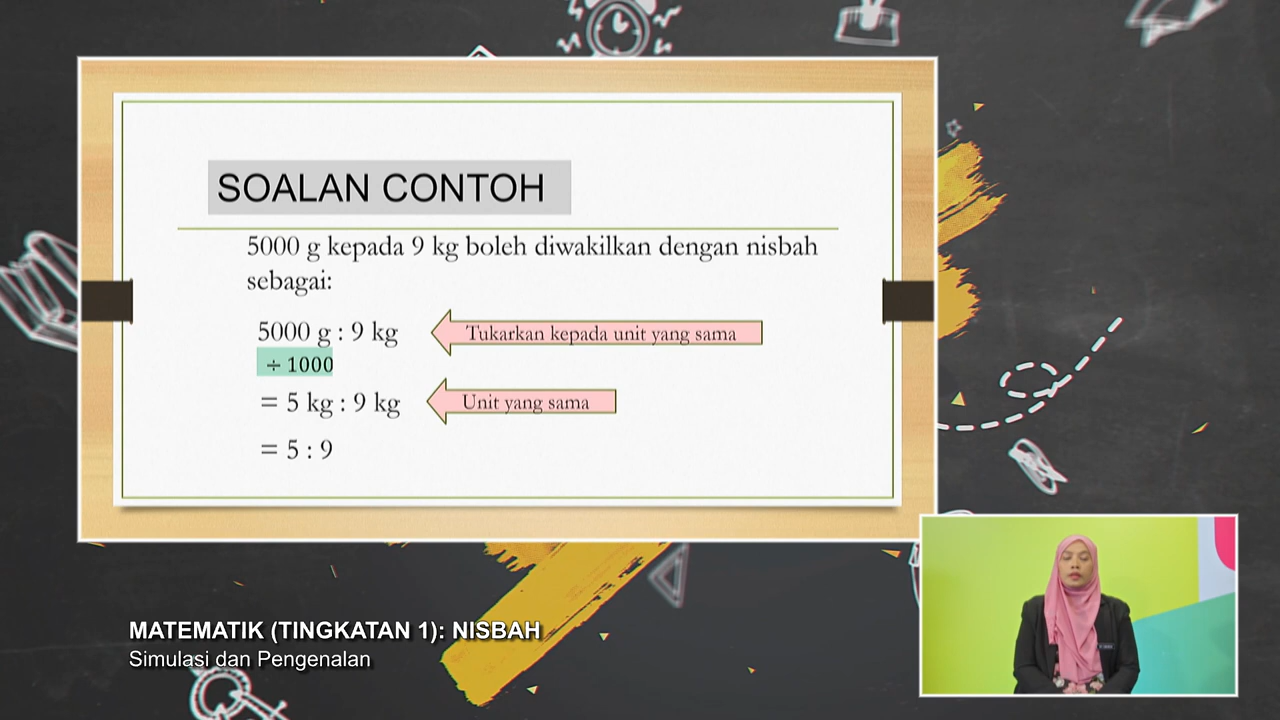 SOALAN CONTOH
5000 g kepada 9 kg boleh diwakilkan dengan nisbah
sebagai:
5000 g : 9 kg
Tukarkan kepada unit yang sama
÷ 1000
= 5 kg : 9 kg
Unit yang sama
= 5 : 9
MATEMATIK (TINGKATAN 1): NISBAH
Simulasi dan Pengenalan